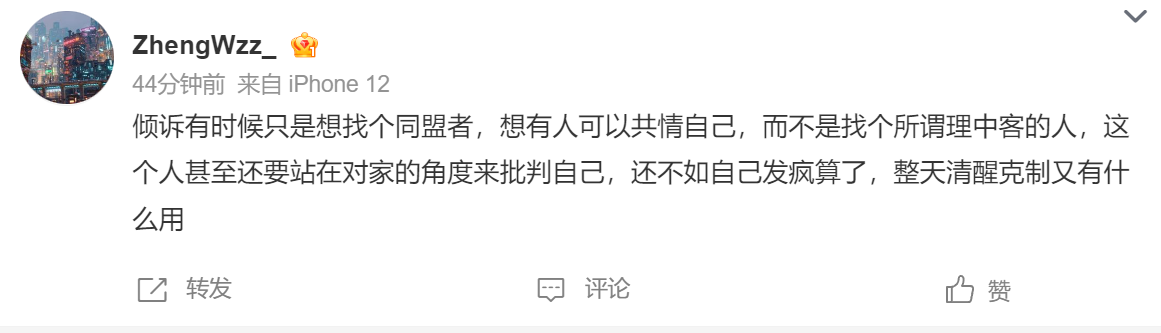 ZhengWzz_
44分钟前 来自 iPhone 12
倾诉有时候只是想找个同盟者，想有人可以共情自己，而不是找个所谓理中客的人，这
个人甚至还要站在对家的角度来批判自己，还不如自己发疯算了，整天清醒克制又有什
么用
转发 评论 赞